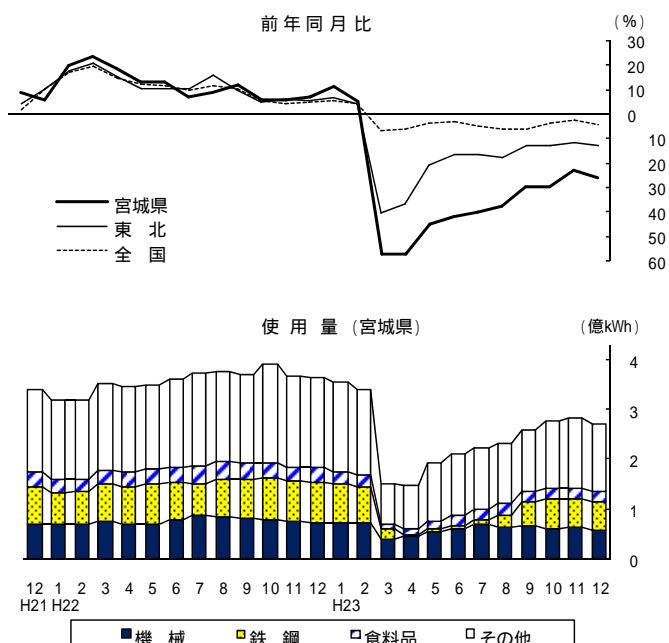 前年同月比
(%)
30
20
10
0
10
20
30
40
50
60
宮城県
東 北
全 国
使 用 量 (宮城県)
(億kWh)
4
3
2
1
0
12 1 2 3 4 5 6 7 8 9 10 11 12 1 2 3 4 5 6 7 8 9 10 11 12
H21 H22 H23
機 械 鉄 鋼 食料品 その他